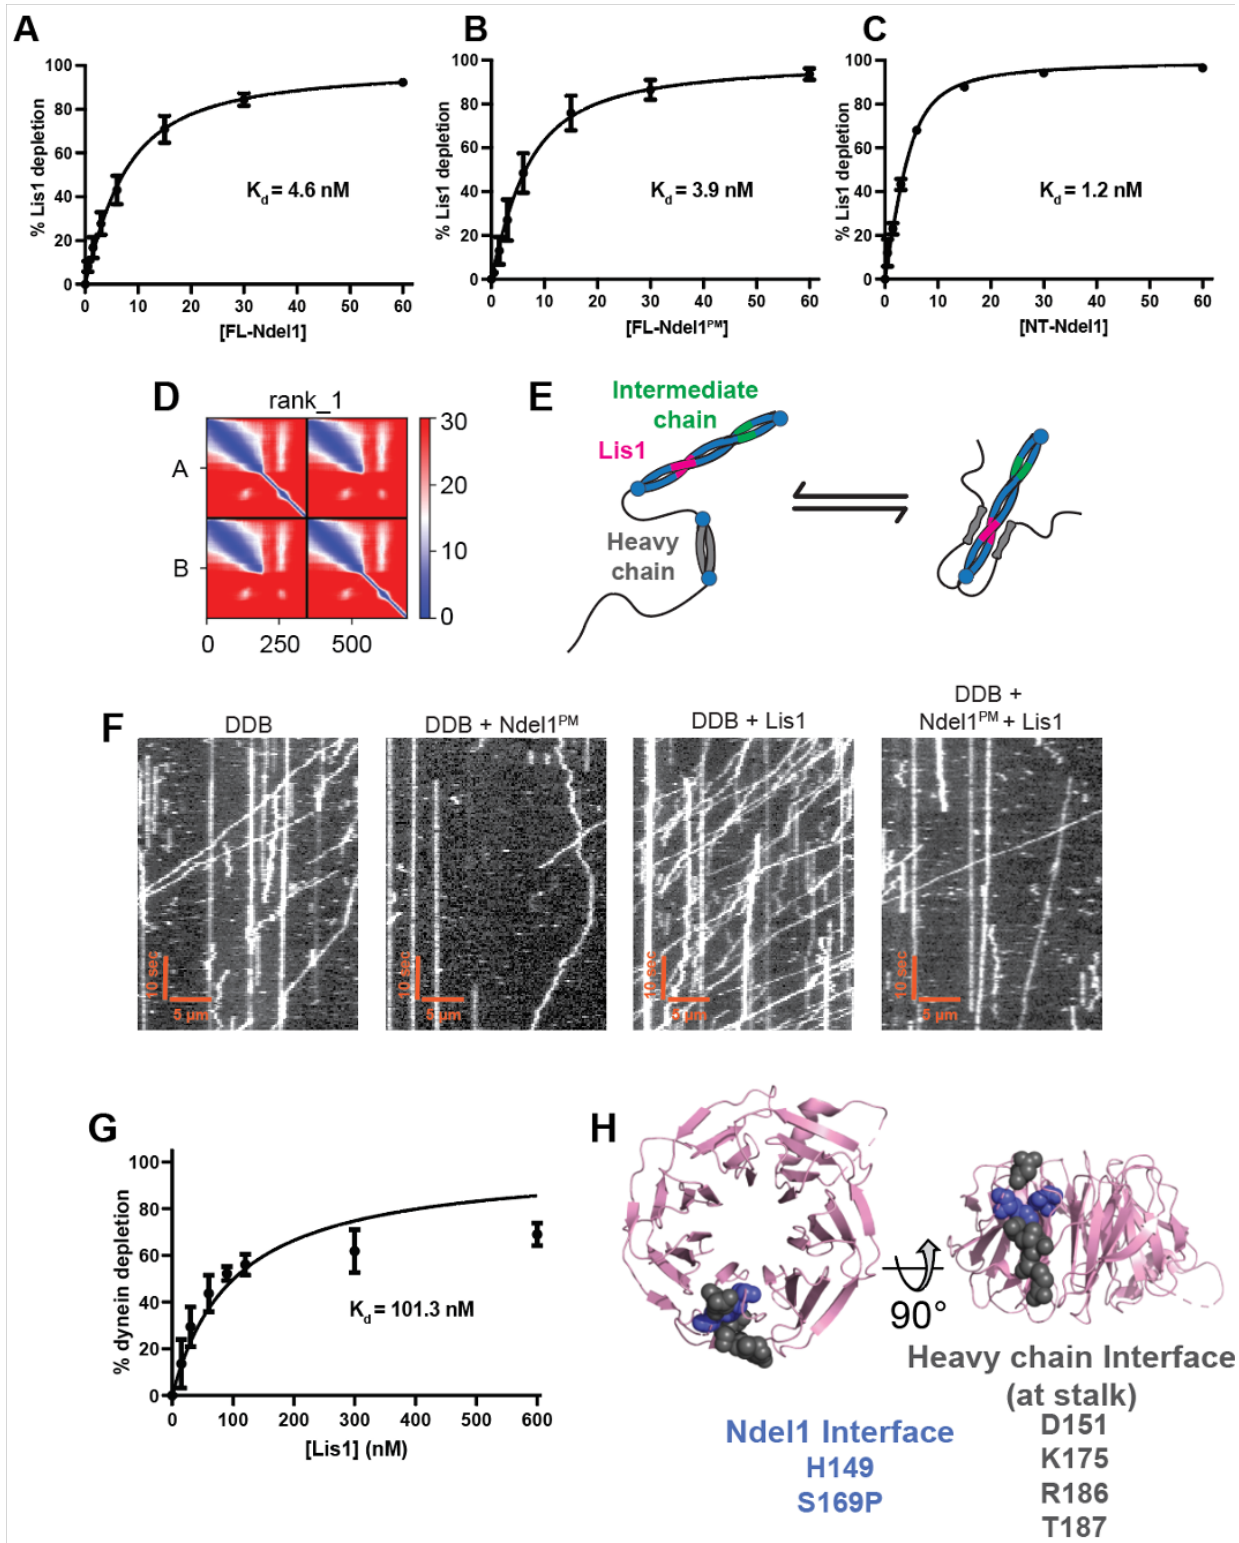 A
% Lis1 depletion
100
80
60
40
20
0
K_d = 4.6 nM
0 10 20 30 40 50 60
[FL-Ndel1]
B
% Lis1 depletion
100
80
60
40
20
0
K_d = 3.9 nM
0 10 20 30 40 50 60
[FL-Ndel1^PM]
C
% Lis1 depletion
100
80
60
40
20
0
K_d = 1.2 nM
0 10 20 30 40 50 60
[NT-Ndel1]
D
rank_1
A
B
0 250 500
30
20
10
0
E
Intermediate
chain
Lis1
Heavy
chain
F
DDB
10 sec
5 µm
DDB + Ndel1^PM
10 sec
5 µm
DDB + Lis1
10 sec
5 µm
DDB +
Ndel1^PM + Lis1
10 sec
5 µm
G
% dynein depletion
100
80
60
40
20
0
K_d = 101.3 nM
0 100 200 300 400 500 600
[Lis1] (nM)
H
90°
Ndel1 Interface
H149
S169P
Heavy chain Interface
(at stalk)
D151
K175
R186
T187